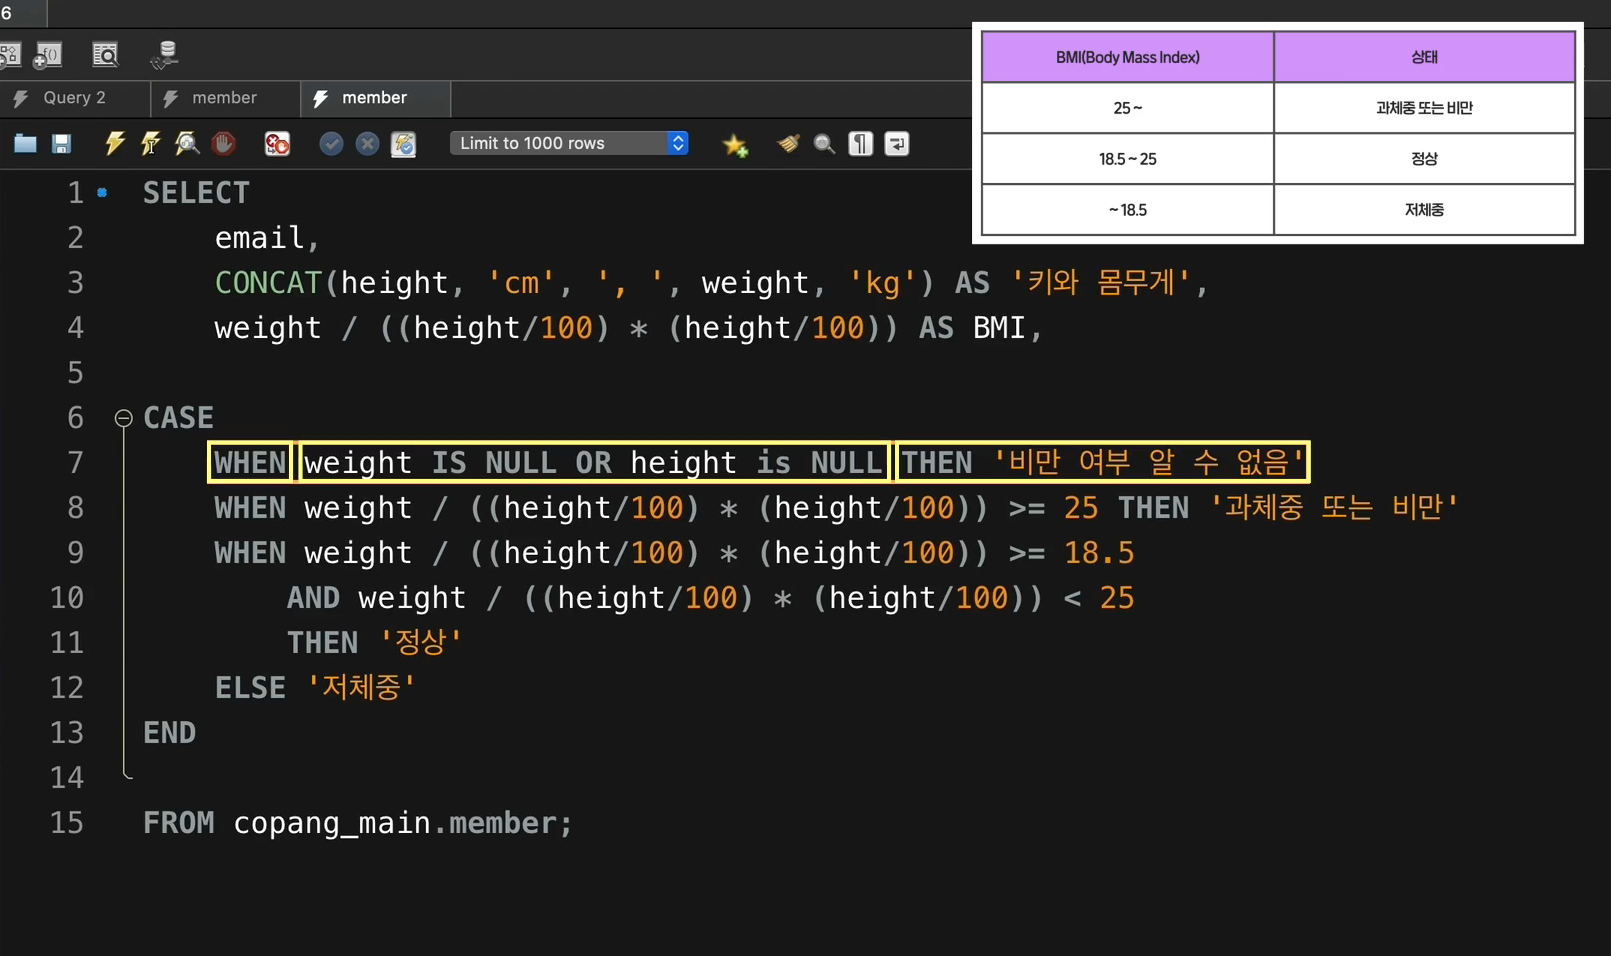 6
Query 2 member member
Limit to 1000 rows
BMI(Body Mass Index) 상태
25 ~ 과체중 또는 비만
18.5 ~ 25 정상
~ 18.5 저체중
1 SELECT
2 email,
3 CONCAT(height, 'cm', ', ', weight, 'kg') AS '키와 몸무게',
4 weight / ((height/100) * (height/100)) AS BMI,
5
6 CASE
7 WHEN weight IS NULL OR height is NULL THEN '비만 여부 알 수 없음'
8 WHEN weight / ((height/100) * (height/100)) >= 25 THEN '과체중 또는 비만'
9 WHEN weight / ((height/100) * (height/100)) >= 18.5
10 AND weight / ((height/100) * (height/100)) < 25
11 THEN '정상'
12 ELSE '저체중'
13 END
14
15 FROM copang_main.member;